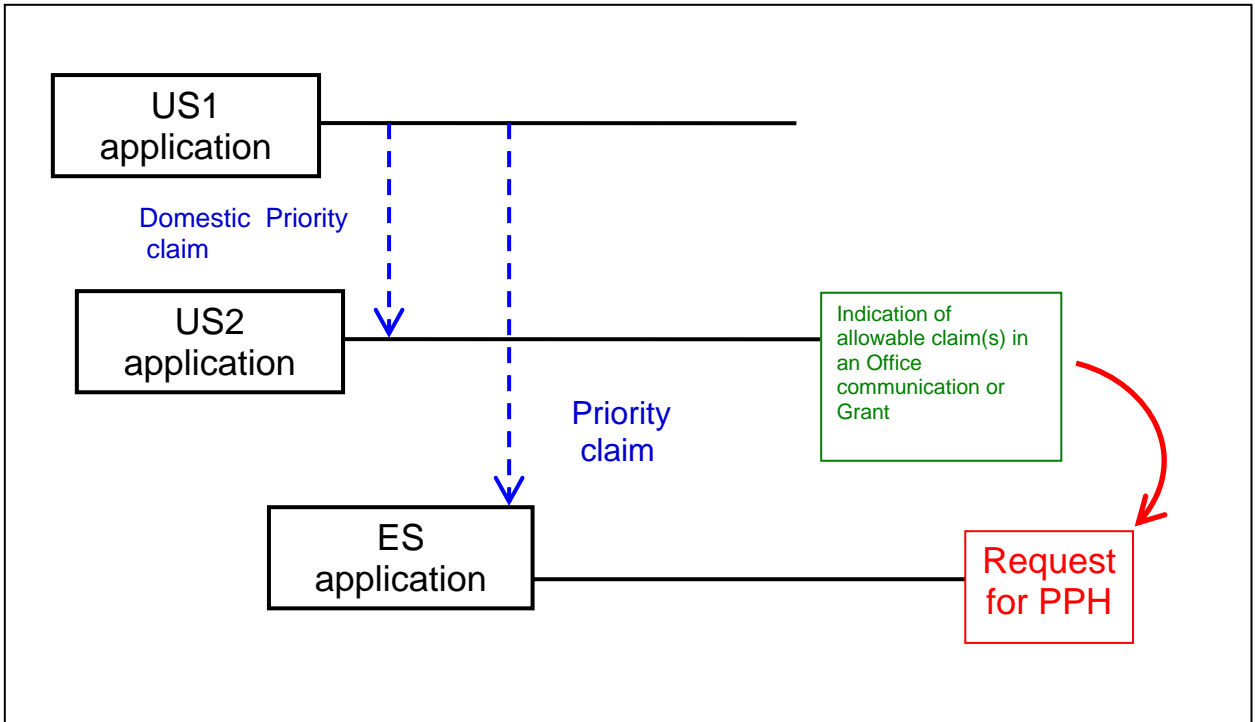 US1
application
Domestic Priority
claim
US2
application
Indication of
allowable claim(s) in
an Office
communication or
Grant
Priority
claim
ES
application
Request
for PPH